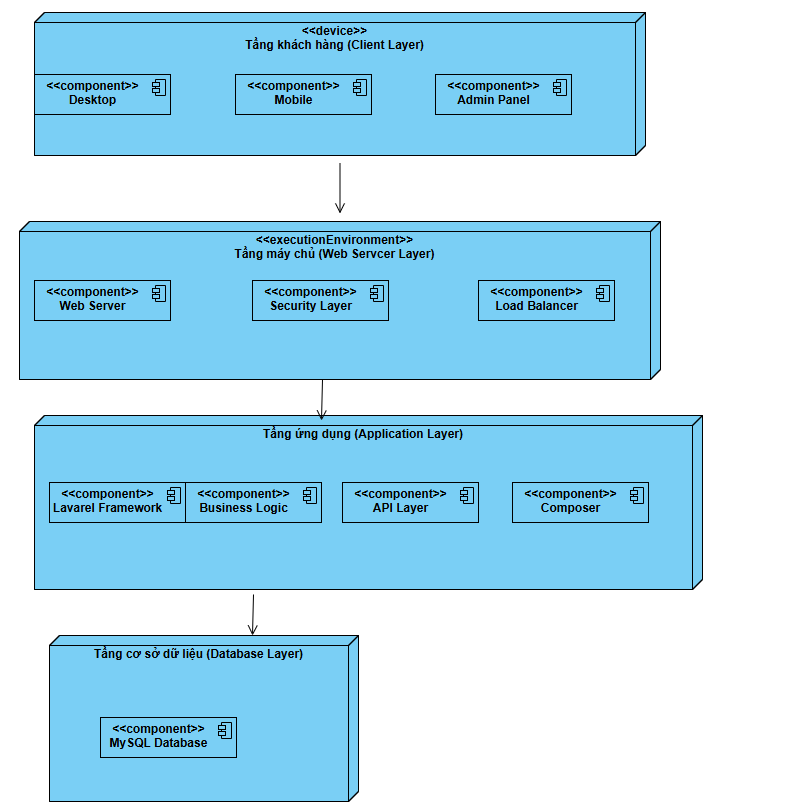 <<device>>
Tầng khách hàng (Client Layer)
<<component>>
Desktop
<<component>>
Mobile
<<component>>
Admin Panel
<<executionEnvironment>>
Tầng máy chủ (Web Servcer Layer)
<<component>>
Web Server
<<component>>
Security Layer
<<component>>
Load Balancer
Tầng ứng dụng (Application Layer)
<<component>>
Lavarel Framework
<<component>>
Business Logic
<<component>>
API Layer
<<component>>
Composer
Tầng cơ sở dữ liệu (Database Layer)
<<component>>
MySQL Database